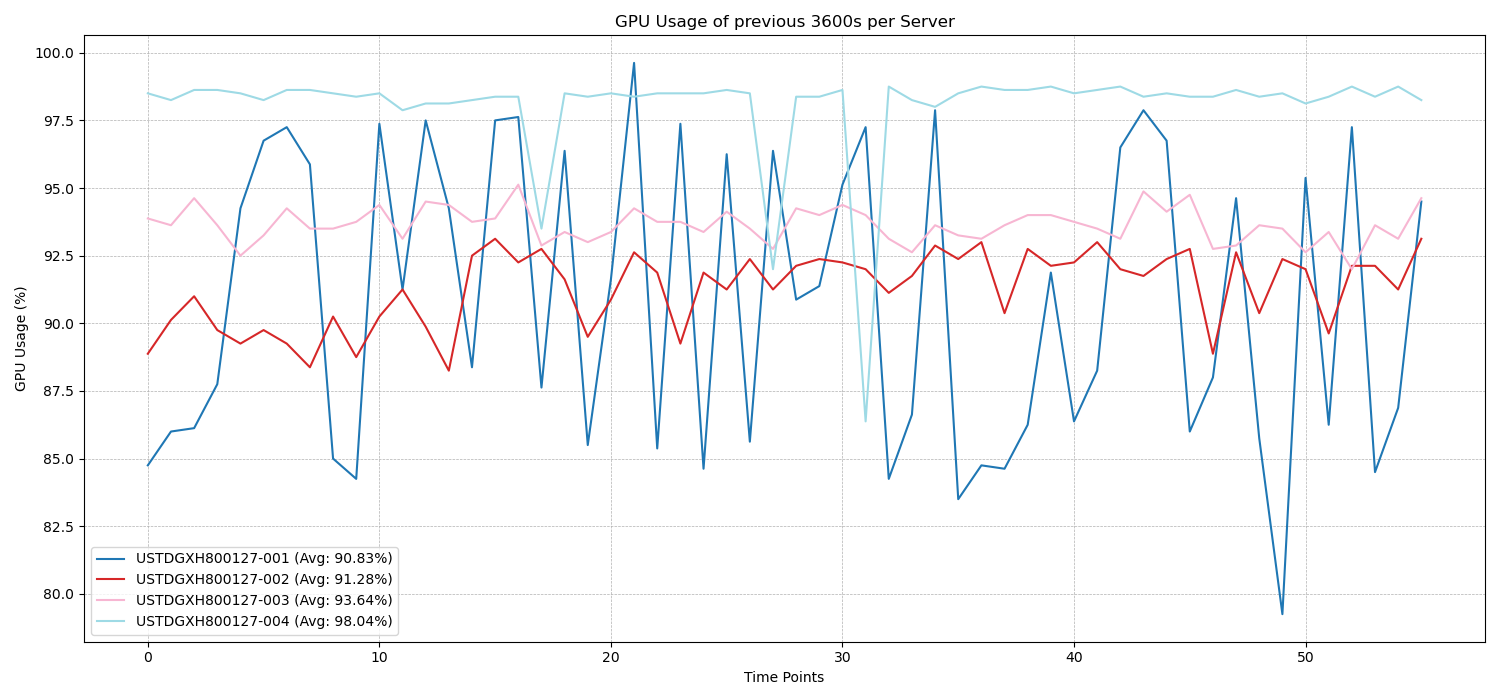 GPU Usage of previous 3600s per Server
GPU Usage (%)
100.0
97.5
95.0
92.5
90.0
87.5
85.0
82.5
80.0
USTDGXH800127-001 (Avg: 90.83%)
USTDGXH800127-002 (Avg: 91.28%)
USTDGXH800127-003 (Avg: 93.64%)
USTDGXH800127-004 (Avg: 98.04%)
0 10 20 30 40 50
Time Points